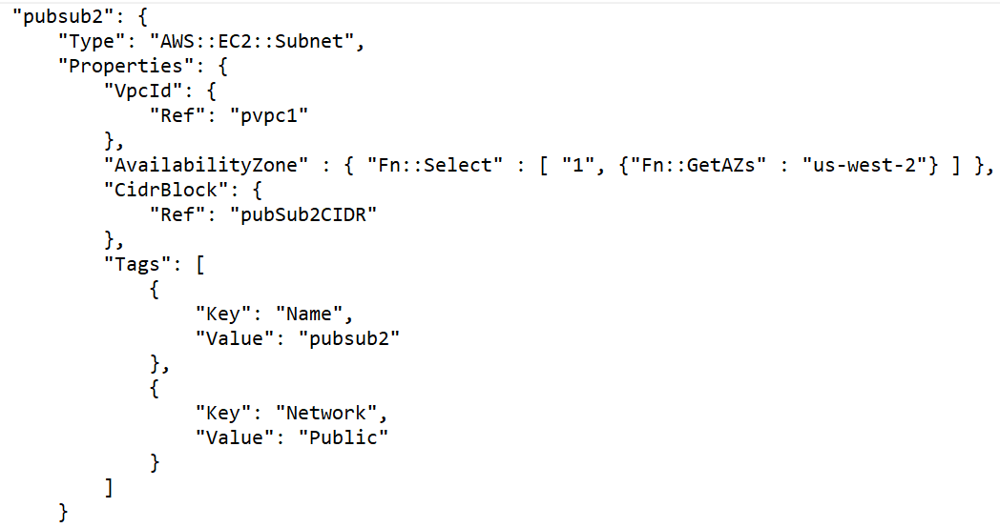 "pubsub2": {
    "Type": "AWS::EC2::Subnet",
    "Properties": {
        "VpcId": {
            "Ref": "pvpc1"
        },
        "AvailabilityZone" : { "Fn::Select" : [ "1", {"Fn::GetAZs" : "us-west-2"} ] },
        "CidrBlock": {
            "Ref": "pubSub2CIDR"
        },
        "Tags": [
            {
                "Key": "Name",
                "Value": "pubsub2"
            },
            {
                "Key": "Network",
                "Value": "Public"
            }
        ]
    }